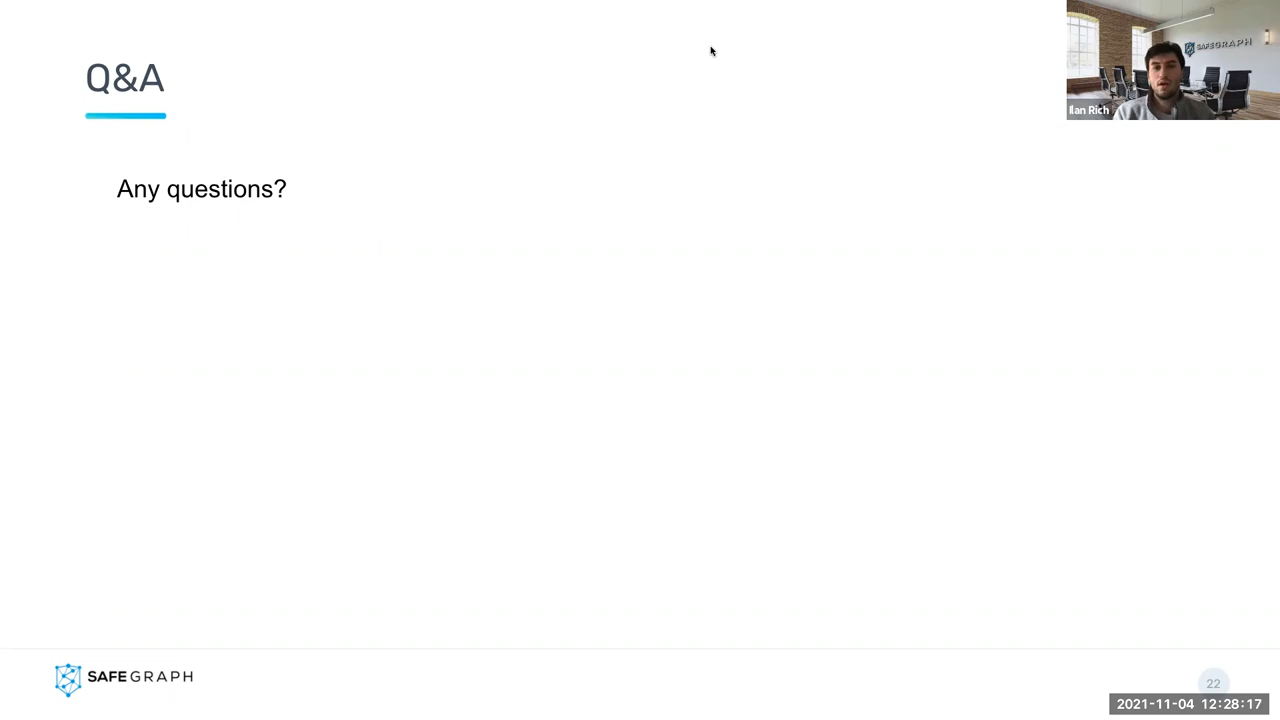 Q&A
SAFEGRAPH
Ilan Rich
Any questions?
SAFEGRAPH
22
2021-11-04 12:28:17